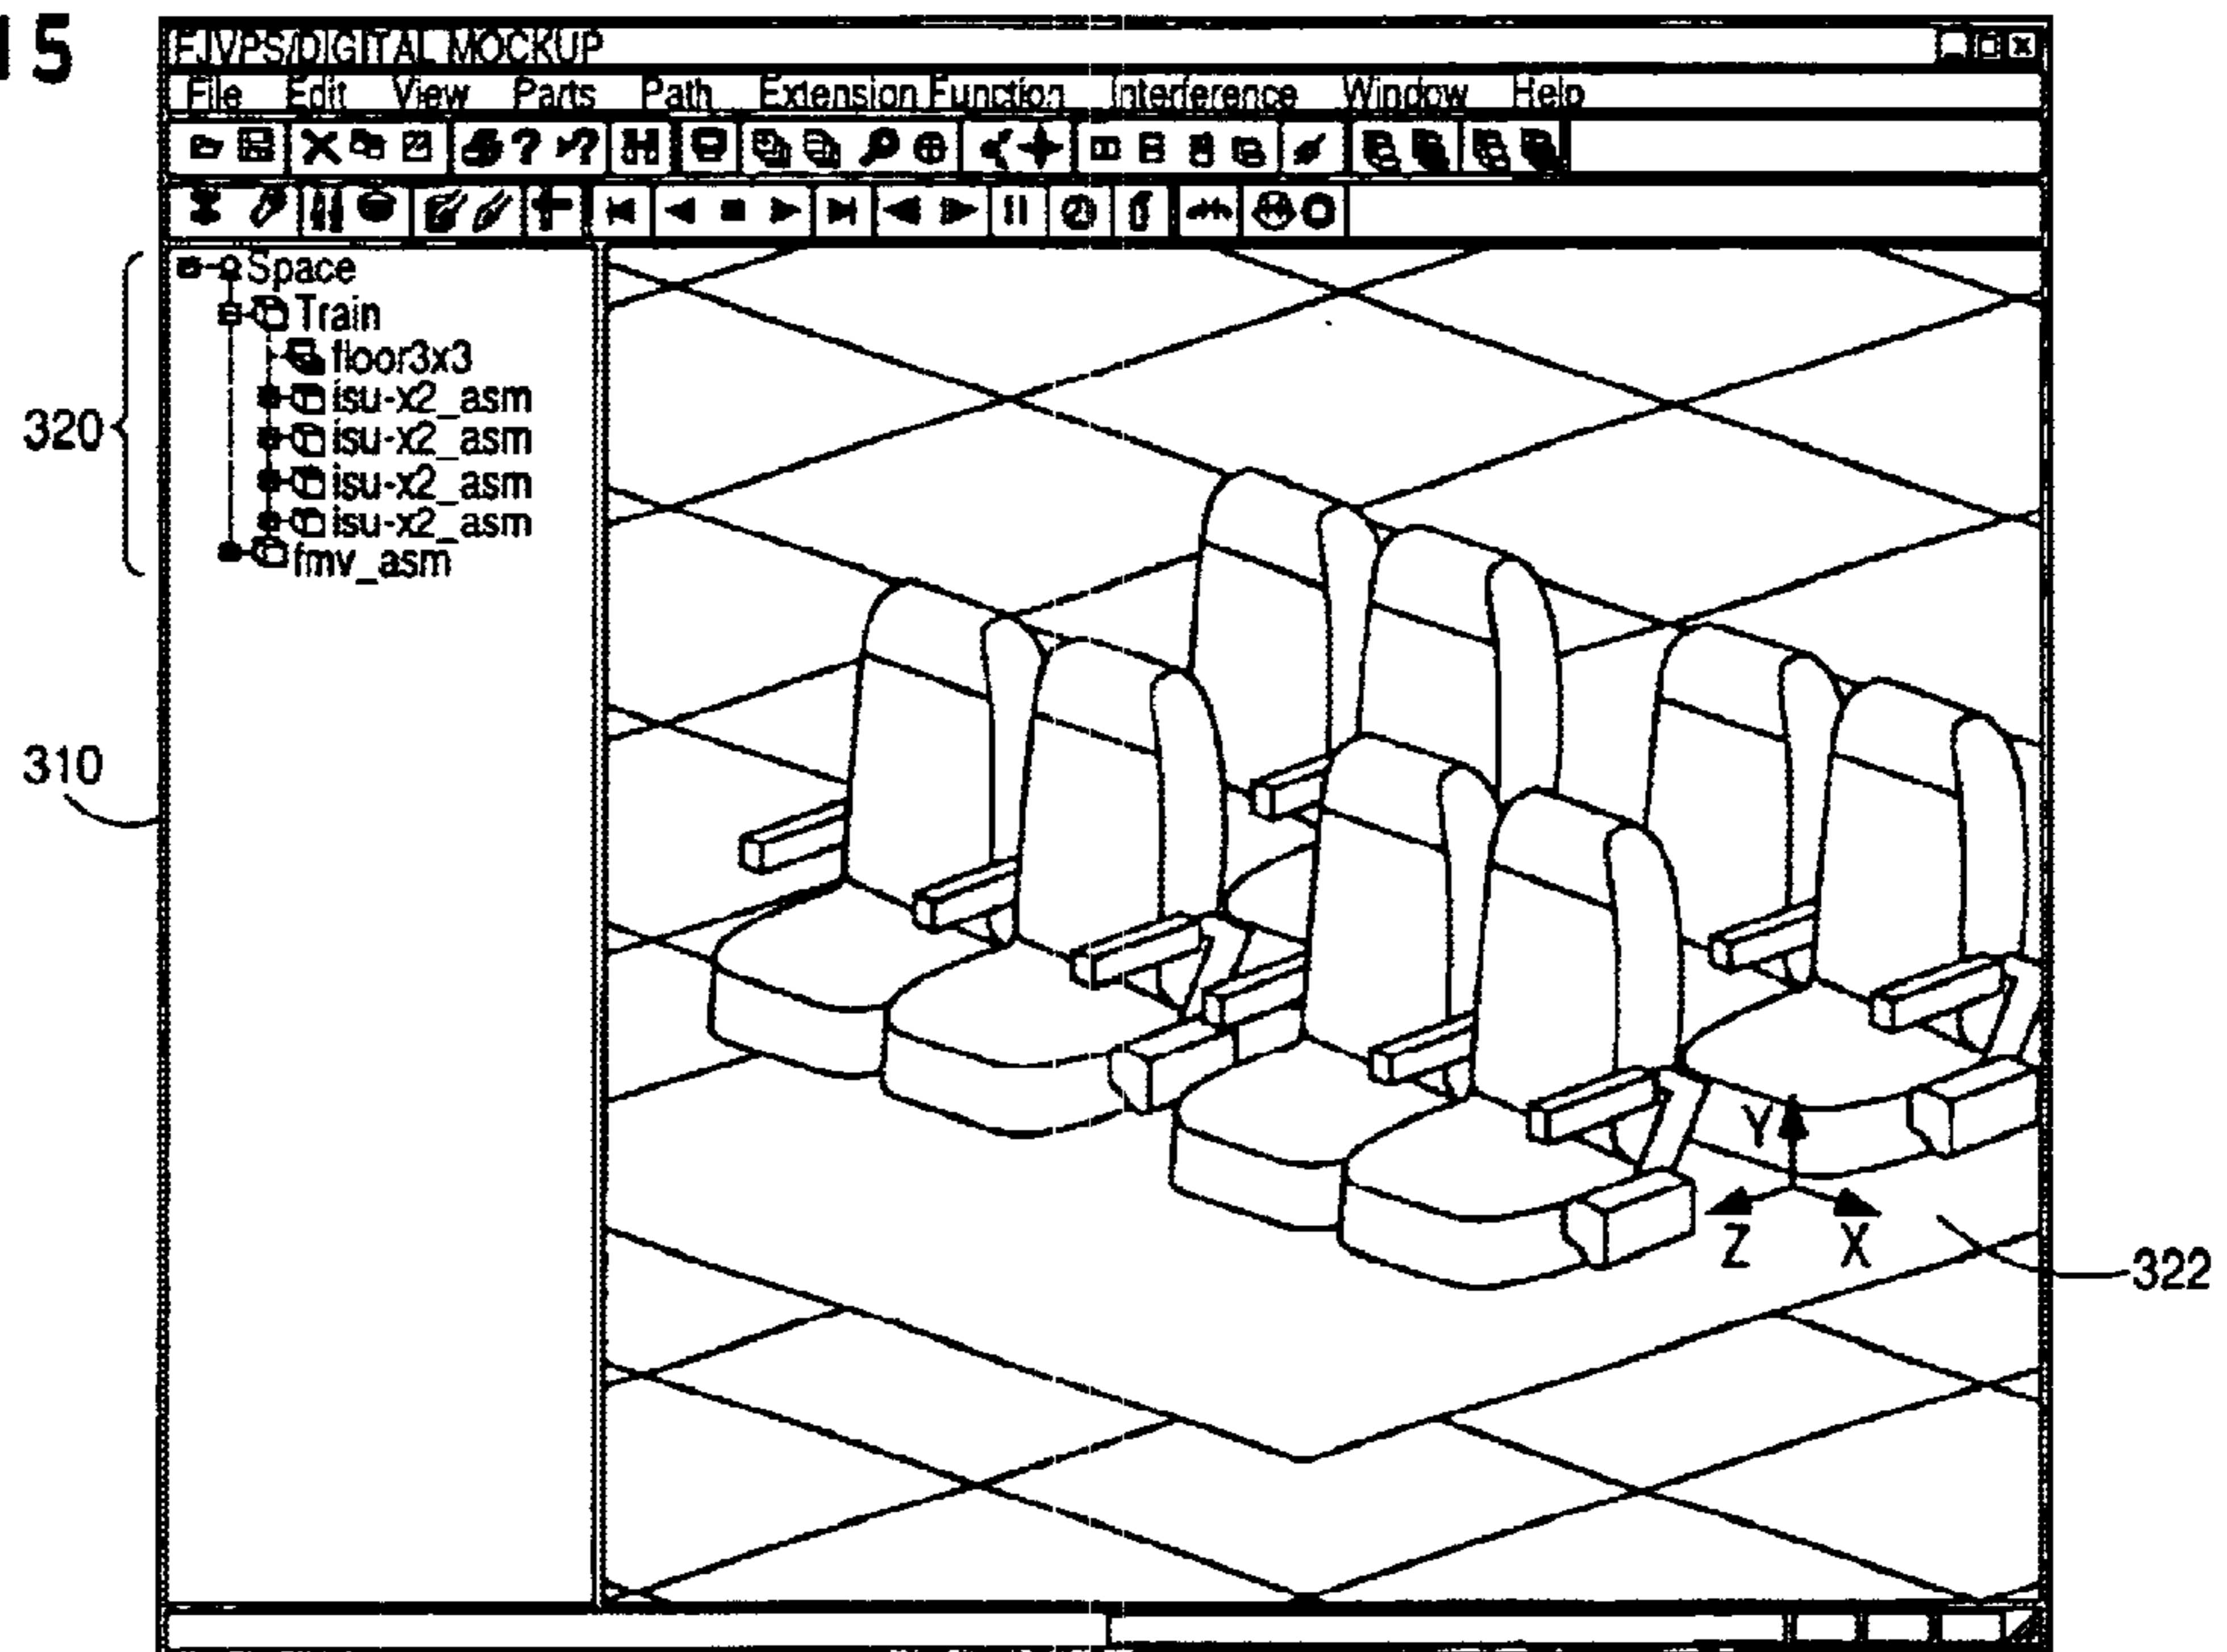 15
FJVPS/DIGITAL MOCKUP
File Edit View Parts Path Extension Function Interference Window Help
Space
Train
floor3x3
isu-x2_asm
isu-x2_asm
isu-x2_asm
isu-x2_asm
fmv_asm
320
310
Y
Z X
322